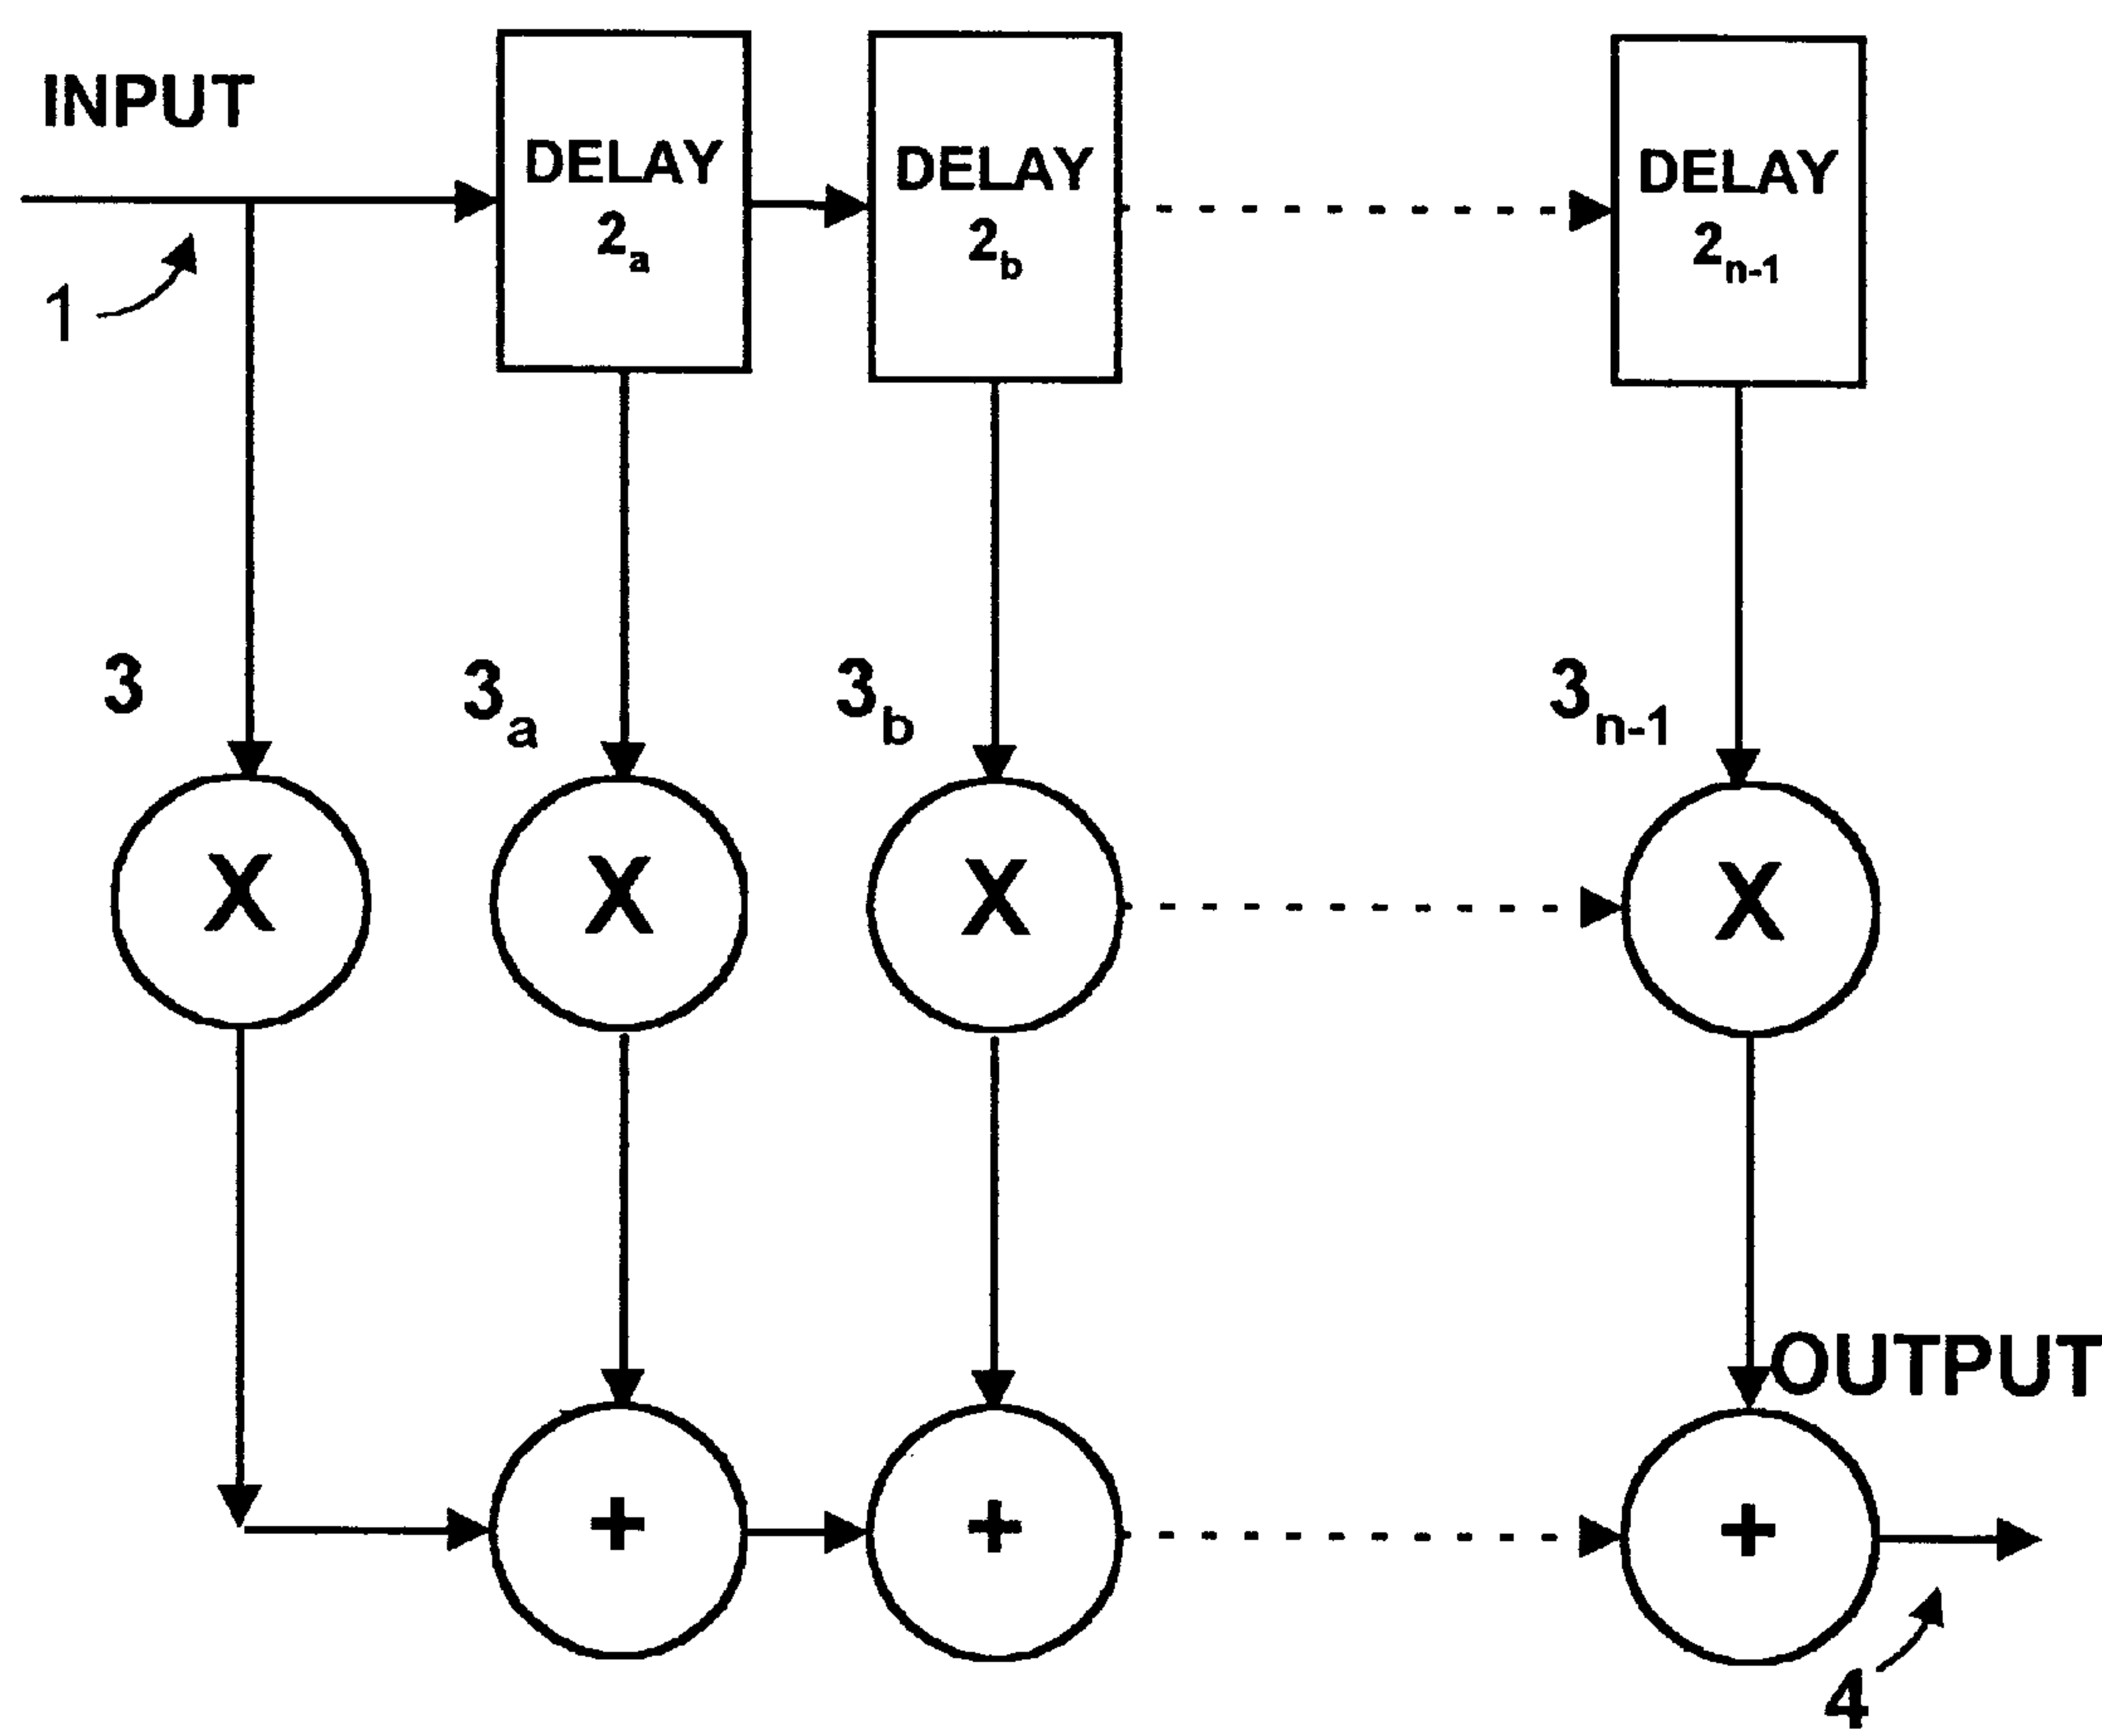 INPUT
DELAY
2a
DELAY
2b
DELAY
2n-1
1
3
3a
3b
3n-1
X
X
X
X
OUTPUT
+
+
+
4